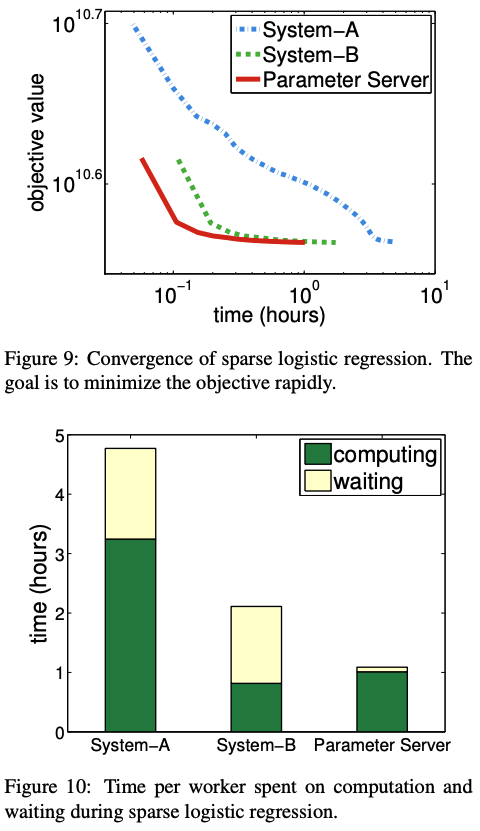 10^10.7
System-A
System-B
Parameter Server
objective value
10^10.6
10^-1
10^0
10^1
time (hours)
Figure 9: Convergence of sparse logistic regression. The
goal is to minimize the objective rapidly.
5
computing
waiting
4
3
time (hours)
2
1
0
System-A
System-B
Parameter Server
Figure 10: Time per worker spent on computation and
waiting during sparse logistic regression.